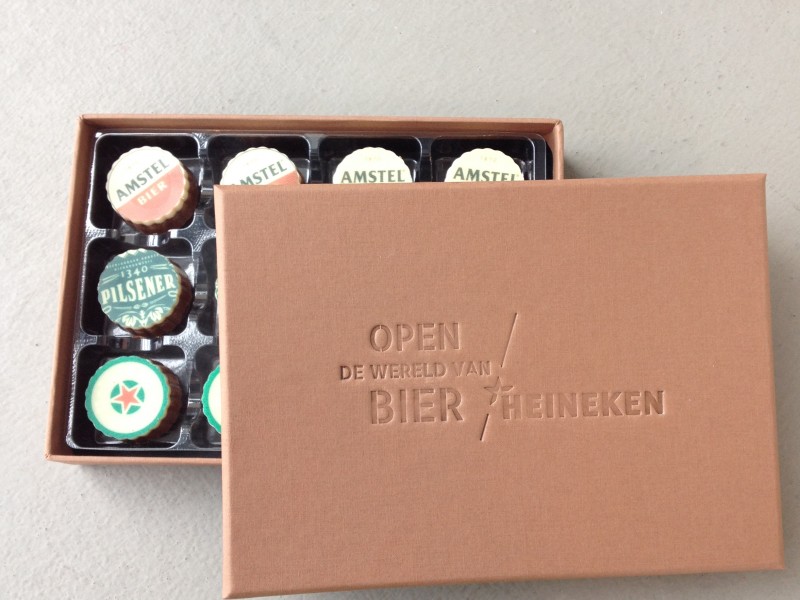 AMSTEL
BIER
AMSTEL
AMSTEL
AMSTEL
1340
PILSENER
OPEN
DE WERELD VAN
BIER HEINEKEN